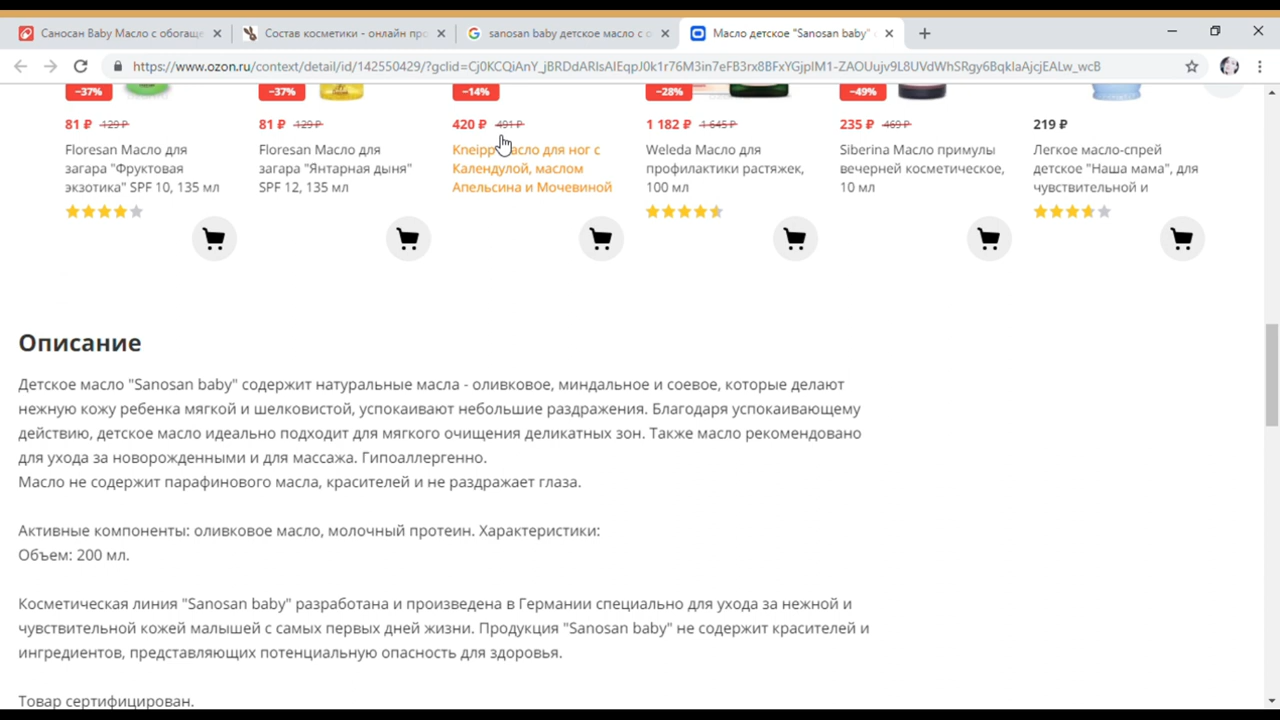 Саносан Baby Масло с обогаще
Состав косметики - онлайн про
sanosan baby детское масло с о
Масло детское "Sanosan baby"
https://www.ozon.ru/context/detail/id/142550429/?gclid=Cj0KCQiAnY_jBRDdARIsAIEqpJ0k1r76M3in7eFB3rx8BFxYGjplM1-ZAOUujv9L8UVdWhSRgy6BqklaAjcjEALw_wcB
−37%
−37%
−14%
−28%
−49%
81 ₽ 129 ₽
81 ₽ 129 ₽
420 ₽ 491 ₽
1 182 ₽ 1 645 ₽
235 ₽ 469 ₽
219 ₽
Floresan Масло для
загара "Фруктовая
экзотика" SPF 10, 135 мл
Floresan Масло для
загара "Янтарная дыня"
SPF 12, 135 мл
Kneipp Масло для ног с
Календулой, маслом
Апельсина и Мочевиной
Weleda Масло для
профилактики растяжек,
100 мл
Siberina Масло примулы
вечерней косметическое,
10 мл
Легкое масло-спрей
детское "Наша мама", для
чувствительной и
Описание
Детское масло "Sanosan baby" содержит натуральные масла - оливковое, миндальное и соевое, которые делают
нежную кожу ребенка мягкой и шелковистой, успокаивают небольшие раздражения. Благодаря успокаивающему
действию, детское масло идеально подходит для мягкого очищения деликатных зон. Также масло рекомендовано
для ухода за новорожденными и для массажа. Гипоаллергенно.
Масло не содержит парафинового масла, красителей и не раздражает глаза.
Активные компоненты: оливковое масло, молочный протеин. Характеристики:
Объем: 200 мл.
Косметическая линия "Sanosan baby" разработана и произведена в Германии специально для ухода за нежной и
чувствительной кожей малышей с самых первых дней жизни. Продукция "Sanosan baby" не содержит красителей и
ингредиентов, представляющих потенциальную опасность для здоровья.
Товар сертифицирован.